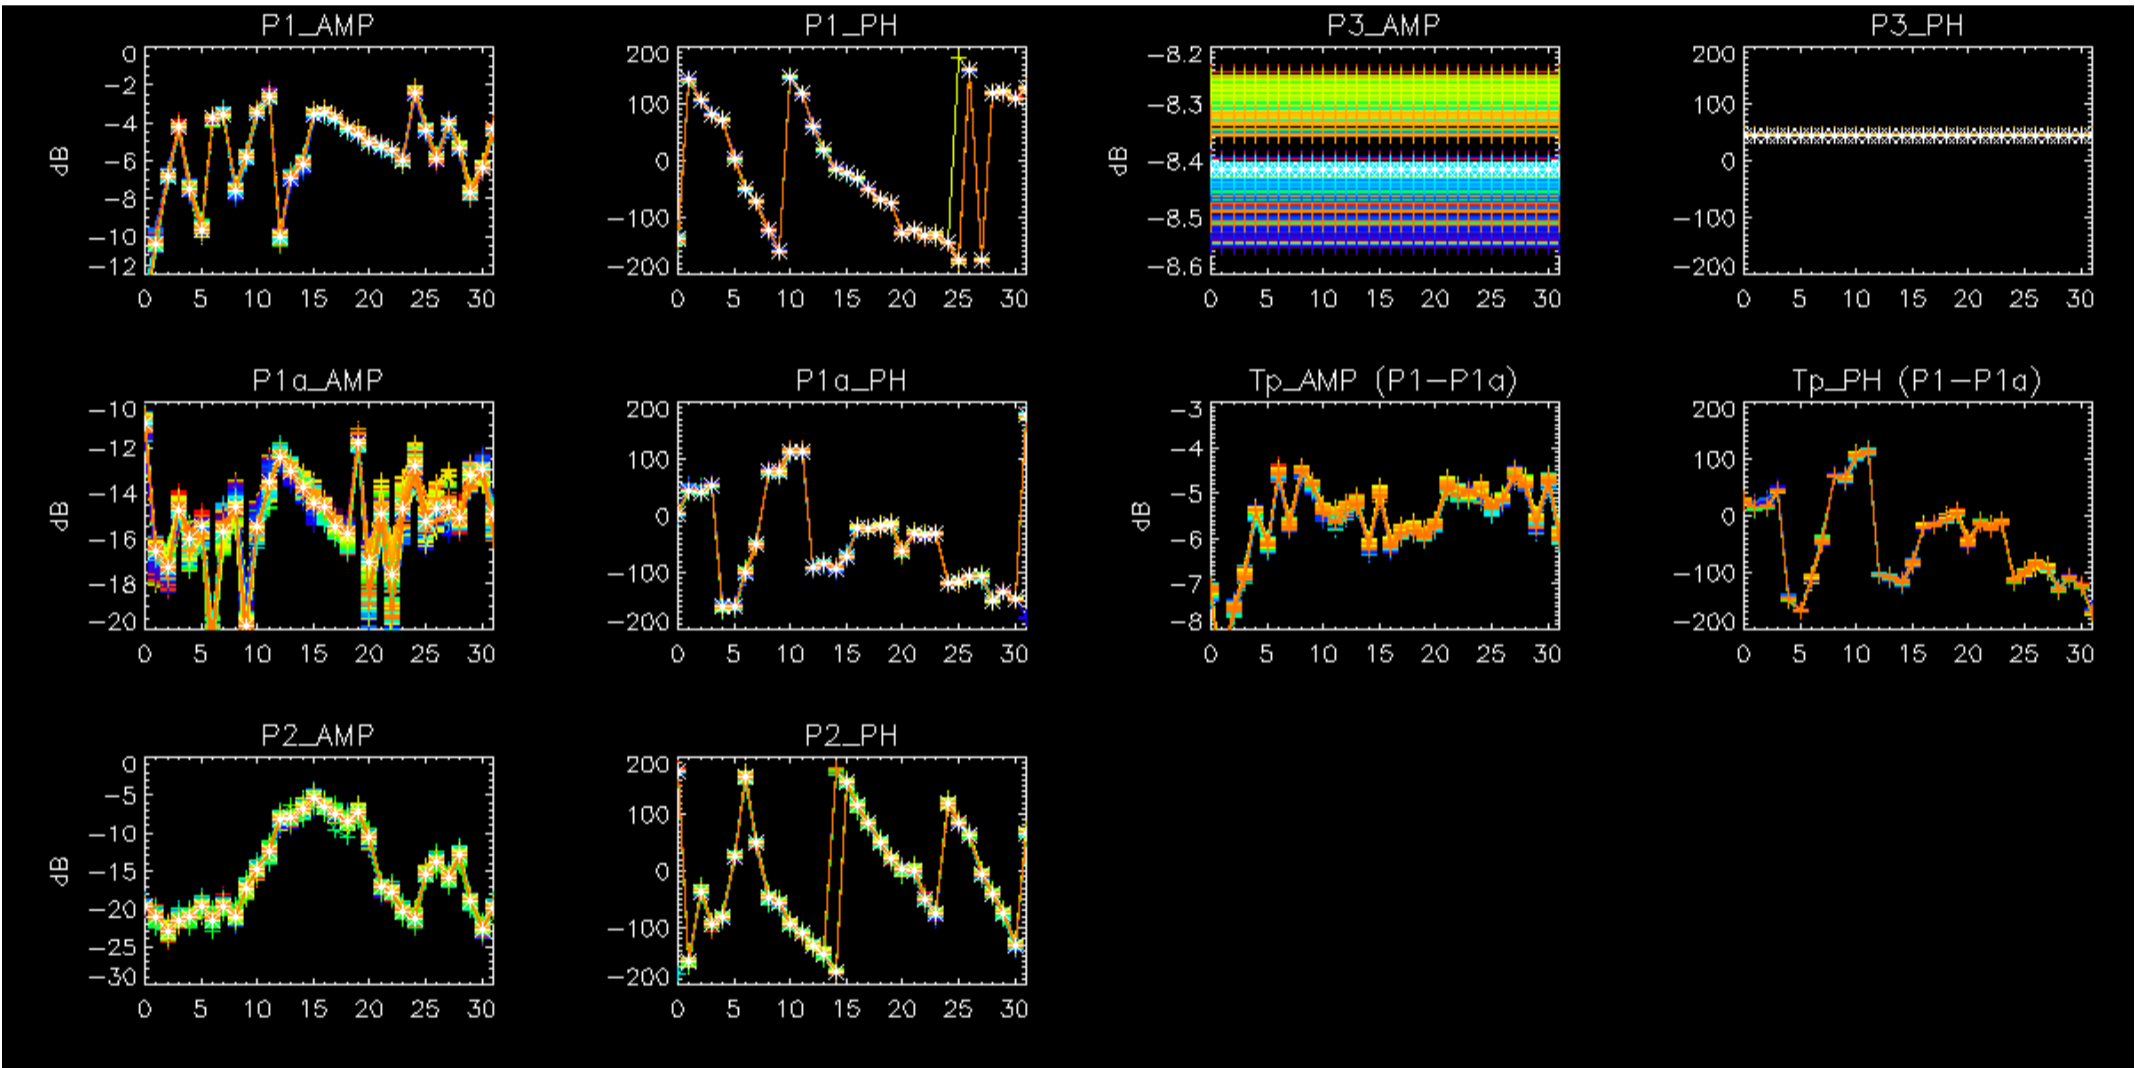 P1_AMP
P1_PH
P3_AMP
P3_PH
dB
0
−2
−4
−6
−8
−10
−12
0 5 10 15 20 25 30
200
100
0
−100
−200
0 5 10 15 20 25 30
dB
−8.2
−8.3
−8.4
−8.5
−8.6
0 5 10 15 20 25 30
200
100
0
−100
−200
0 5 10 15 20 25 30
P1a_AMP
P1a_PH
Tp_AMP (P1−P1a)
Tp_PH (P1−P1a)
dB
−10
−12
−14
−16
−18
−20
0 5 10 15 20 25 30
200
100
0
−100
−200
0 5 10 15 20 25 30
dB
−3
−4
−5
−6
−7
−8
0 5 10 15 20 25 30
200
100
0
−100
−200
0 5 10 15 20 25 30
P2_AMP
P2_PH
dB
0
−5
−10
−15
−20
−25
−30
0 5 10 15 20 25 30
200
100
0
−100
−200
0 5 10 15 20 25 30